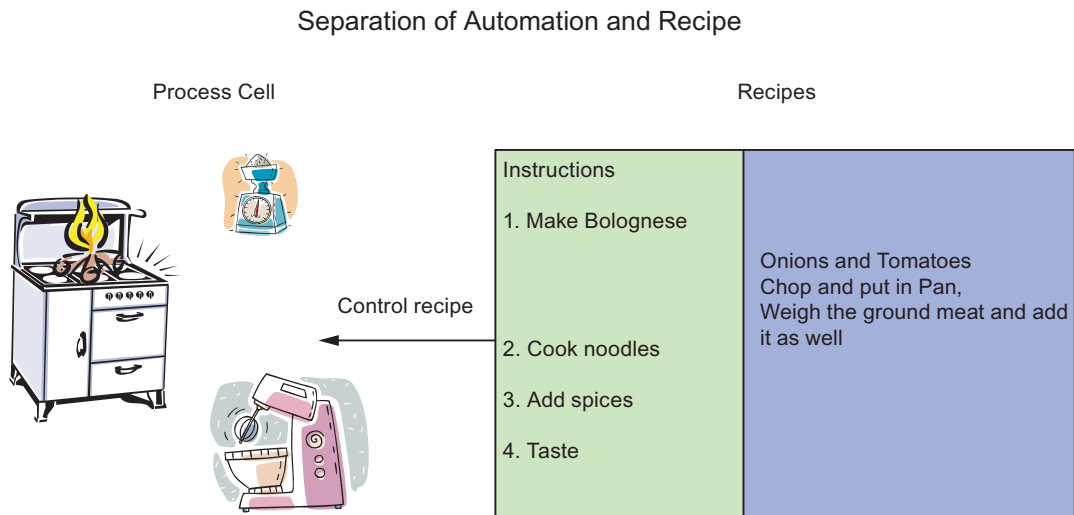 Separation of Automation and Recipe
Process Cell
Recipes
Control recipe
Instructions
1. Make Bolognese
2. Cook noodles
3. Add spices
4. Taste
Onions and Tomatoes
Chop and put in Pan,
Weigh the ground meat and add
it as well